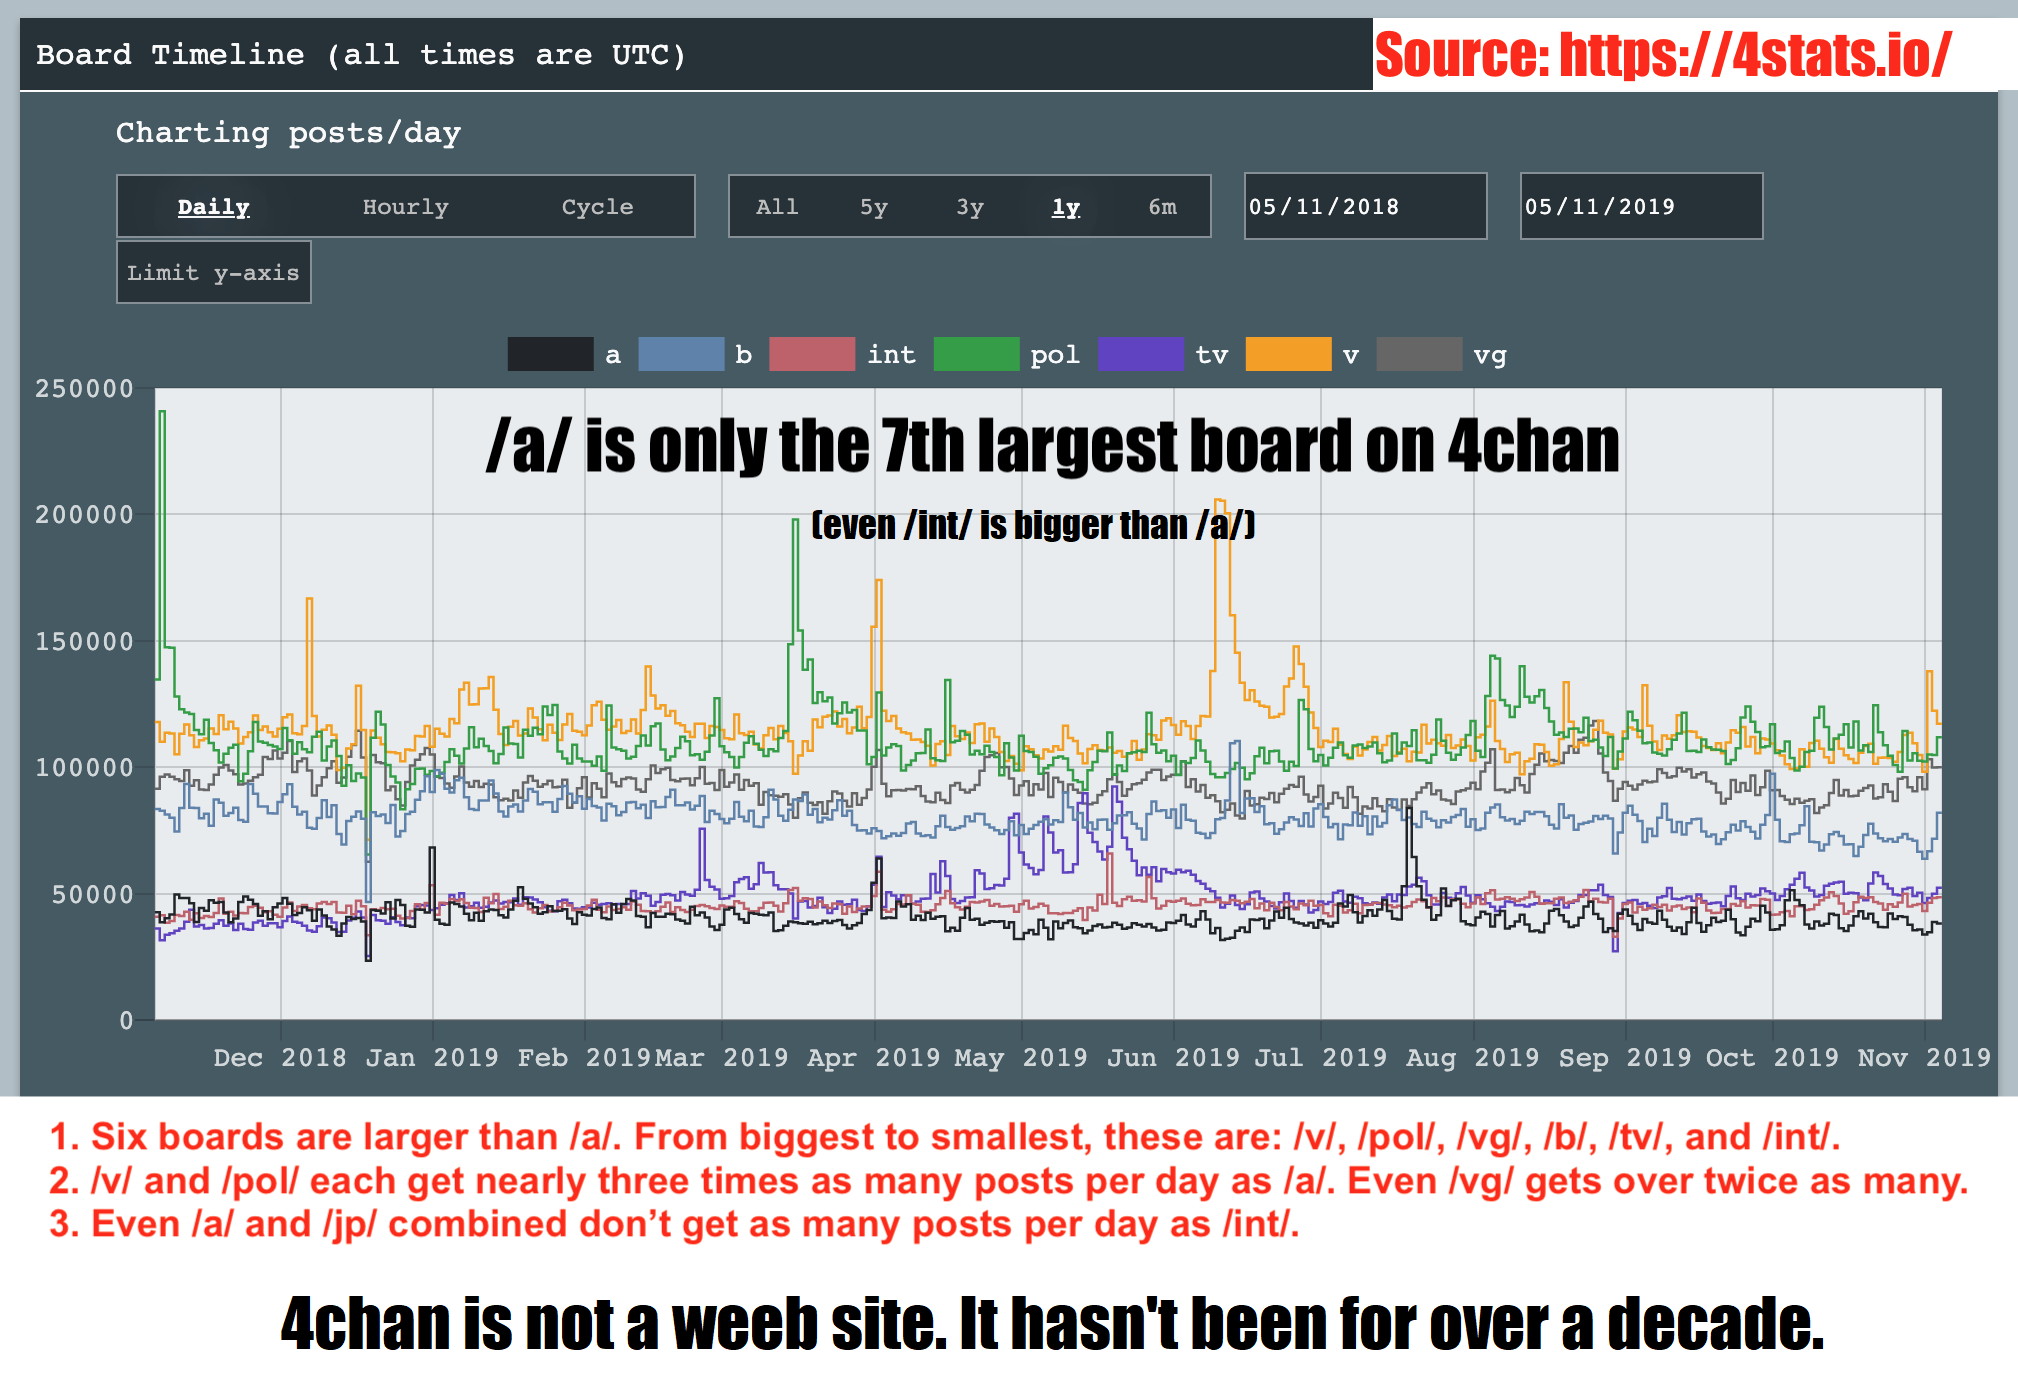 Board Timeline (all times are UTC)
Source: https://4stats.io/
Charting posts/day
Daily Hourly Cycle All 5y 3y 1y 6m 05/11/2018 05/11/2019
Limit y-axis
a b int pol tv v vg
250000
/a/ is only the 7th largest board on 4chan
200000
(even /int/ is bigger than /a/)
150000
100000
50000
0
Dec 2018 Jan 2019 Feb 2019 Mar 2019 Apr 2019 May 2019 Jun 2019 Jul 2019 Aug 2019 Sep 2019 Oct 2019 Nov 2019
1. Six boards are larger than /a/. From biggest to smallest, these are: /v/, /pol/, /vg/, /b/, /tv/, and /int/.
2. /v/ and /pol/ each get nearly three times as many posts per day as /a/. Even /vg/ gets over twice as many.
3. Even /a/ and /jp/ combined don’t get as many posts per day as /int/.
4chan is not a weeb site. It hasn't been for over a decade.